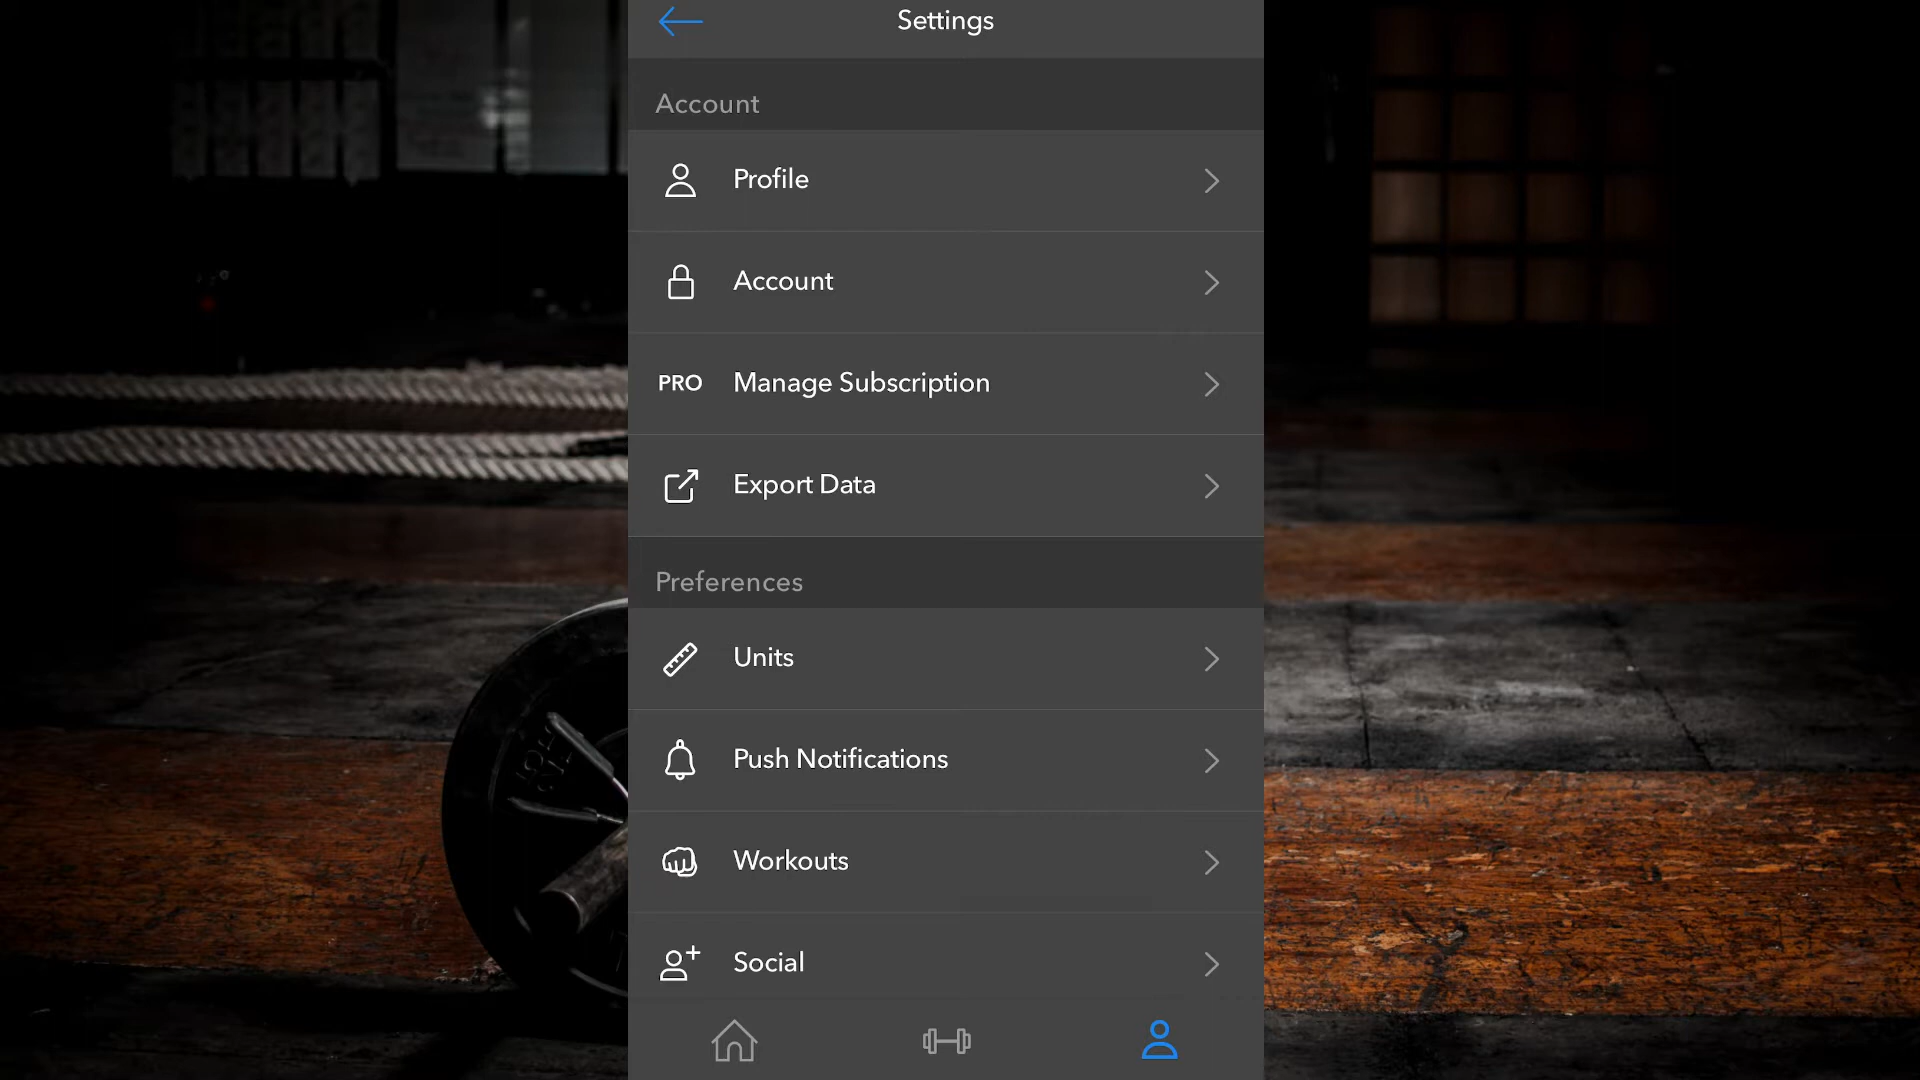 Settings
Account
Profile
Account
PRO Manage Subscription
Export Data
Preferences
Units
Push Notifications
Workouts
Social